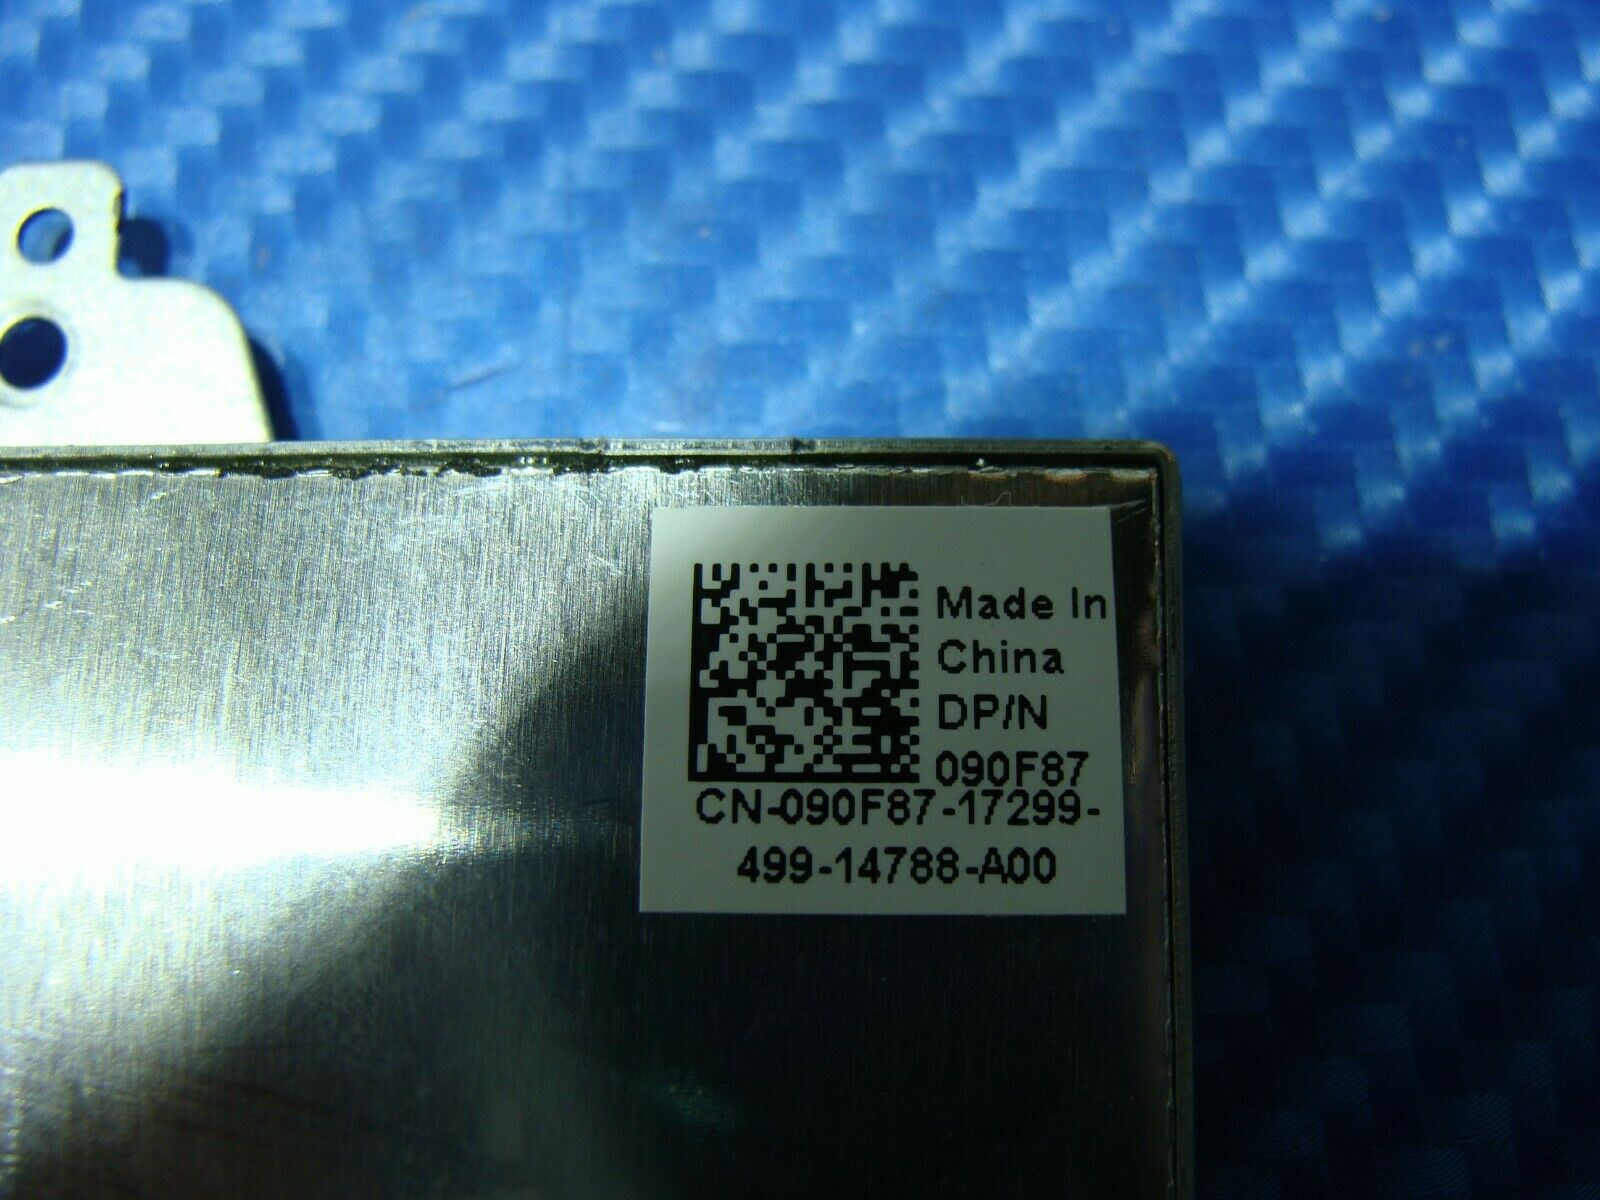 Made In
China
DP/N
090F87
CN-090F87-17299-
499-14788-A00